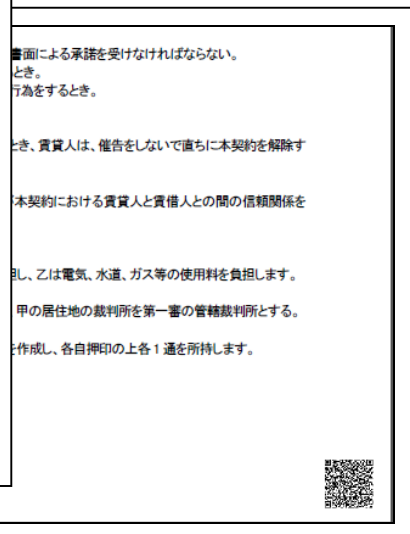 書面による承諾を受けなければならない。
とき。
行為をするとき。
とき、賃貸人は、催告をしないで直ちに本契約を解除す
本契約における賃貸人と賃借人との間の信頼関係を
し、乙は電気、水道、ガス等の使用料を負担します。
甲の居住地の裁判所を第一審の管轄裁判所とする。
を作成し、各自押印の上各1通を所持します。